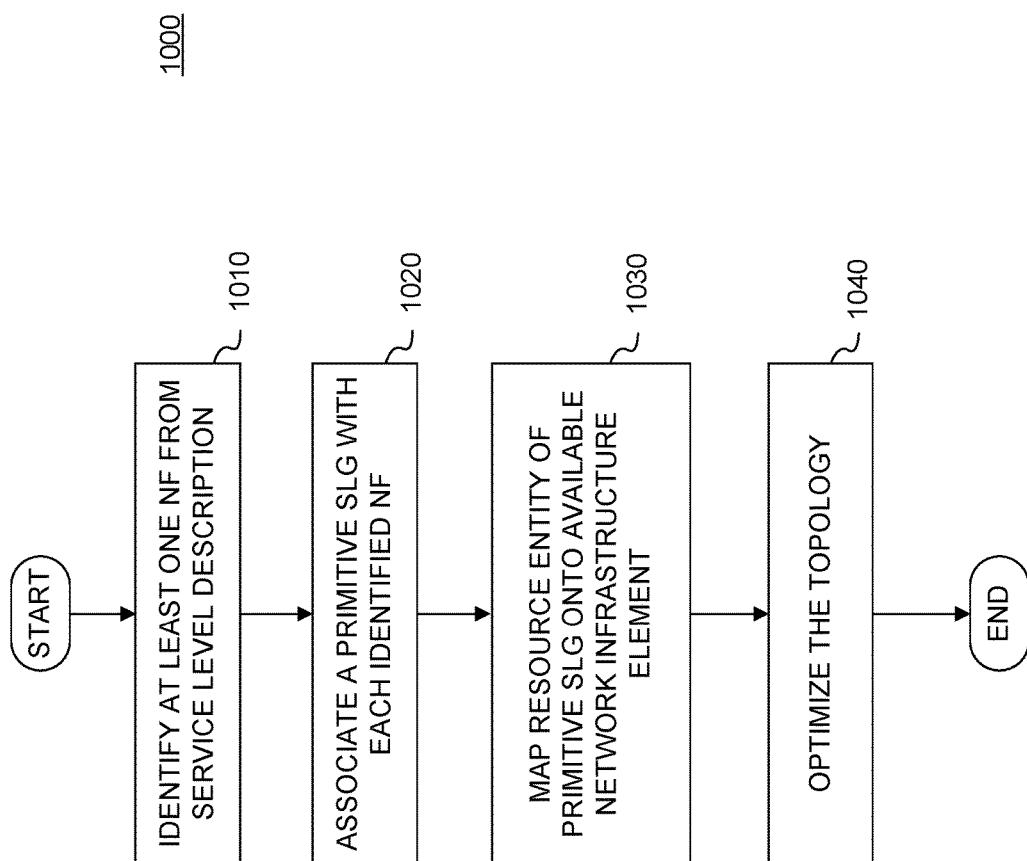 1000
START
IDENTIFY AT LEAST ONE NF FROM
SERVICE LEVEL DESCRIPTION
1010
ASSOCIATE A PRIMITIVE SLG WITH
EACH IDENTIFIED NF
1020
MAP RESOURCE ENTITY OF
PRIMITIVE SLG ONTO AVAILABLE
NETWORK INFRASTRUCTURE
ELEMENT
1030
OPTIMIZE THE TOPOLOGY
1040
END